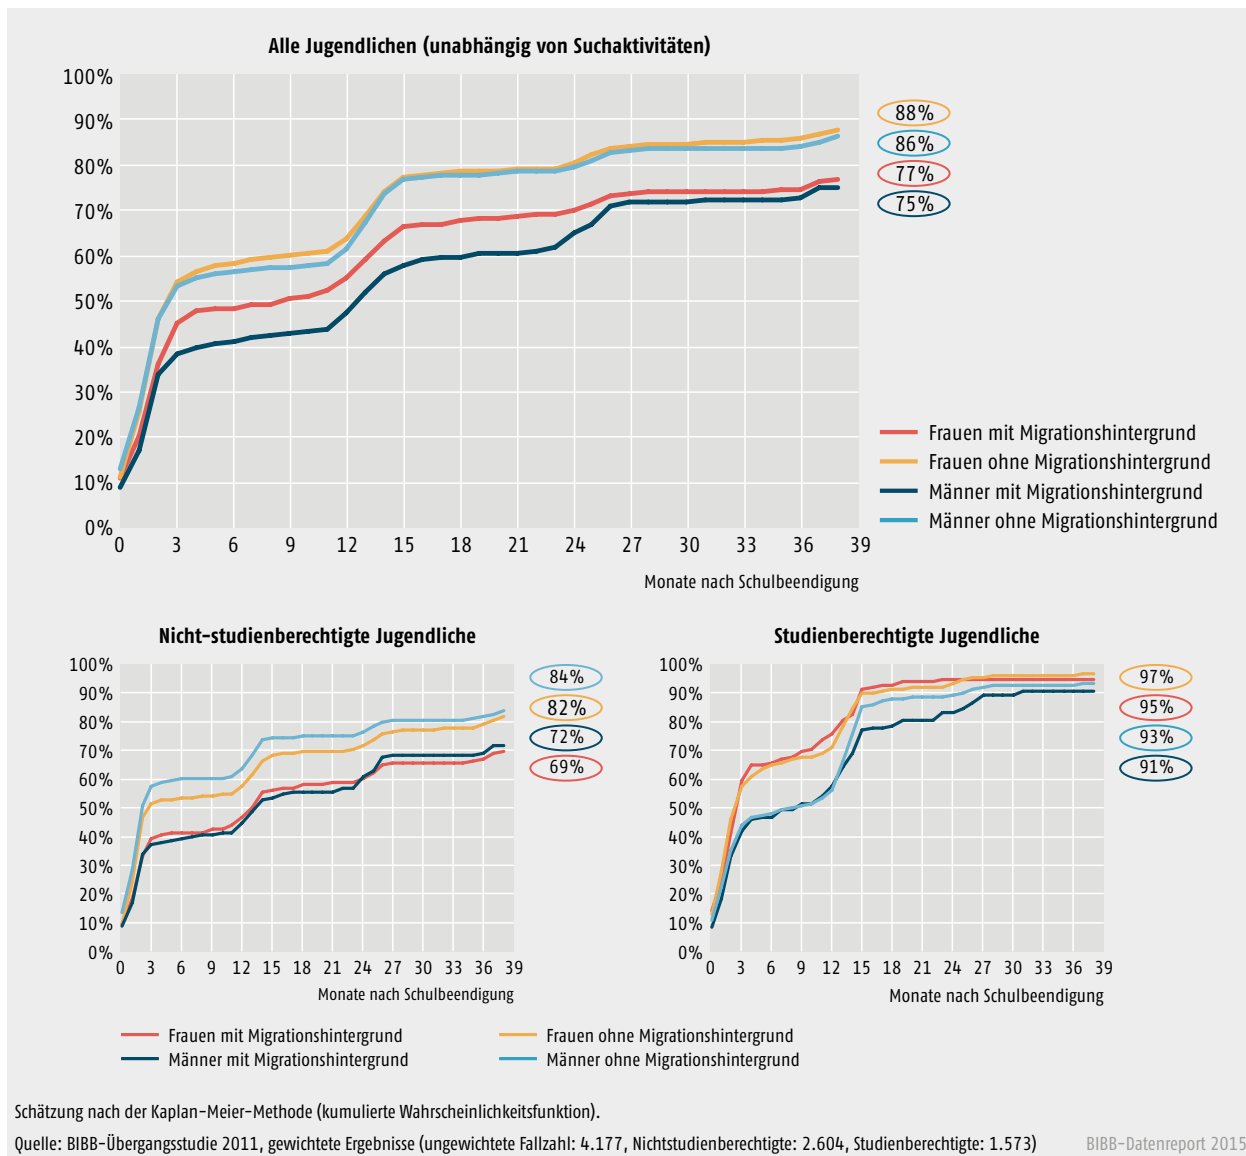 Alle Jugendlichen (unabhängig von Suchaktivitäten)
100%
90%
80%
70%
60%
50%
40%
30%
20%
10%
0%
0 3 6 9 12 15 18 21 24 27 30 33 36 39
Monate nach Schulbeendigung
88%
86%
77%
75%
Frauen mit Migrationshintergrund
Frauen ohne Migrationshintergrund
Männer mit Migrationshintergrund
Männer ohne Migrationshintergrund
Nicht-studienberechtigte Jugendliche
100%
90%
80%
70%
60%
50%
40%
30%
20%
10%
0%
0 3 6 9 12 15 18 21 24 27 30 33 36 39
Monate nach Schulbeendigung
84%
82%
72%
69%
Studienberechtigte Jugendliche
100%
90%
80%
70%
60%
50%
40%
30%
20%
10%
0%
0 3 6 9 12 15 18 21 24 27 30 33 36 39
Monate nach Schulbeendigung
97%
95%
93%
91%
Frauen mit Migrationshintergrund
Frauen ohne Migrationshintergrund
Männer mit Migrationshintergrund
Männer ohne Migrationshintergrund
Schätzung nach der Kaplan-Meier-Methode (kumulierte Wahrscheinlichkeitsfunktion).
Quelle: BIBB-Übergangsstudie 2011, gewichtete Ergebnisse (ungewichtete Fallzahl: 4.177, Nichtstudienberechtigte: 2.604, Studienberechtigte: 1.573)
BIBB-Datenreport 2015